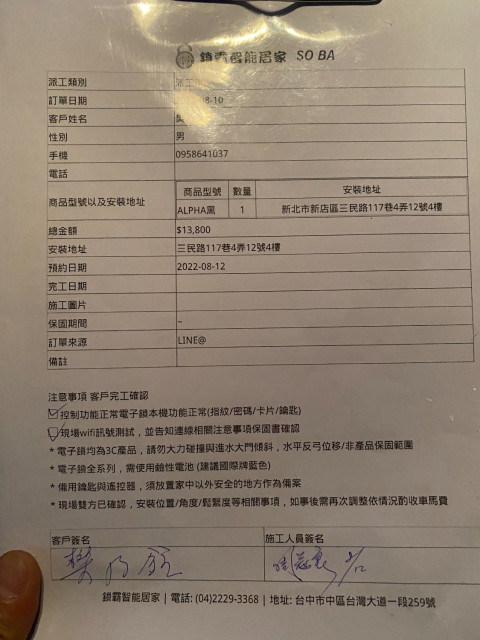 鎖霸智能居家 SO BA
派工類別
訂單日期 08-10
客戶姓名
性別 男
手機 0958641037
電話
商品型號以及安裝地址 商品型號 數量 安裝地址
ALPHA黑 1 新北市新店區三民路117巷4弄12號4樓
總金額 $13,800
安裝地址 三民路117巷4弄12號4樓
預約日期 2022-08-12
完工日期
施工圖片
保固期間 –
訂單來源 LINE@
備註
注意事項 客戶完工確認
控制功能正常電子鎖本機功能正常(指紋/密碼/卡片/鑰匙)
現場wifi訊號測試，並告知連線相關注意事項保固書確認
* 電子鎖均為3C產品，請勿大力碰撞與進水大門傾斜，水平反弓位移/非產品保固範圍
* 電子鎖全系列，需使用鹼性電池 (建議國際牌藍色)
* 備用鑰匙與遙控器，須放置家中以外安全的地方作為備案
* 現場雙方已確認，安裝位置/角度/鬆緊度等相關事項，如事後需再次調整依情況酌收車馬費
客戶簽名 施工人員簽名
8/12
鎖霸智能居家 | 電話: (04)2229-3368 | 地址: 台中市中區台灣大道一段259號